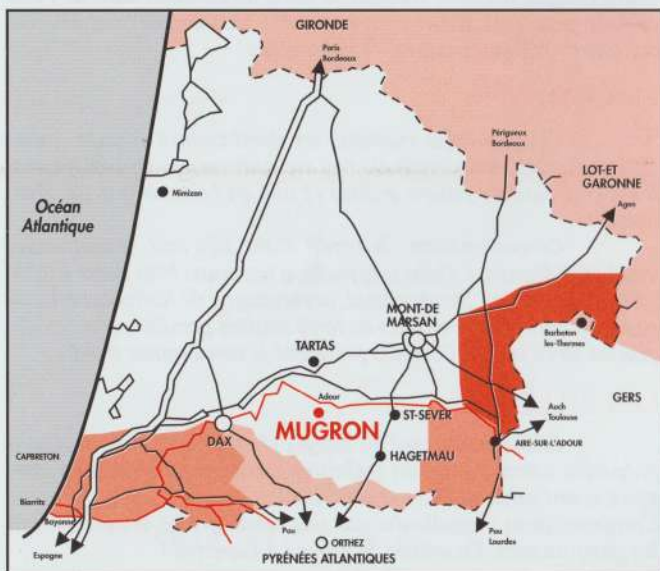 GIRONDE
Paris
Bordeaux
Périgueux
Bordeaux
LOT-ET
GARONNE
Agen
Mimizan
Océan
Atlantique
MONT-DE
MARSAN
TARTAS
Barbotan
les-Thermes
Adour
ST-SEVER
GERS
Auch
Toulouse
MUGRON
DAX
AIRE-SUR-L'ADOUR
CAPBRETON
HAGETMAU
Biarritz
Bayonne
Pau
Pau
Lourdes
Espagne
ORTHEZ
PYRÉNÉES ATLANTIQUES